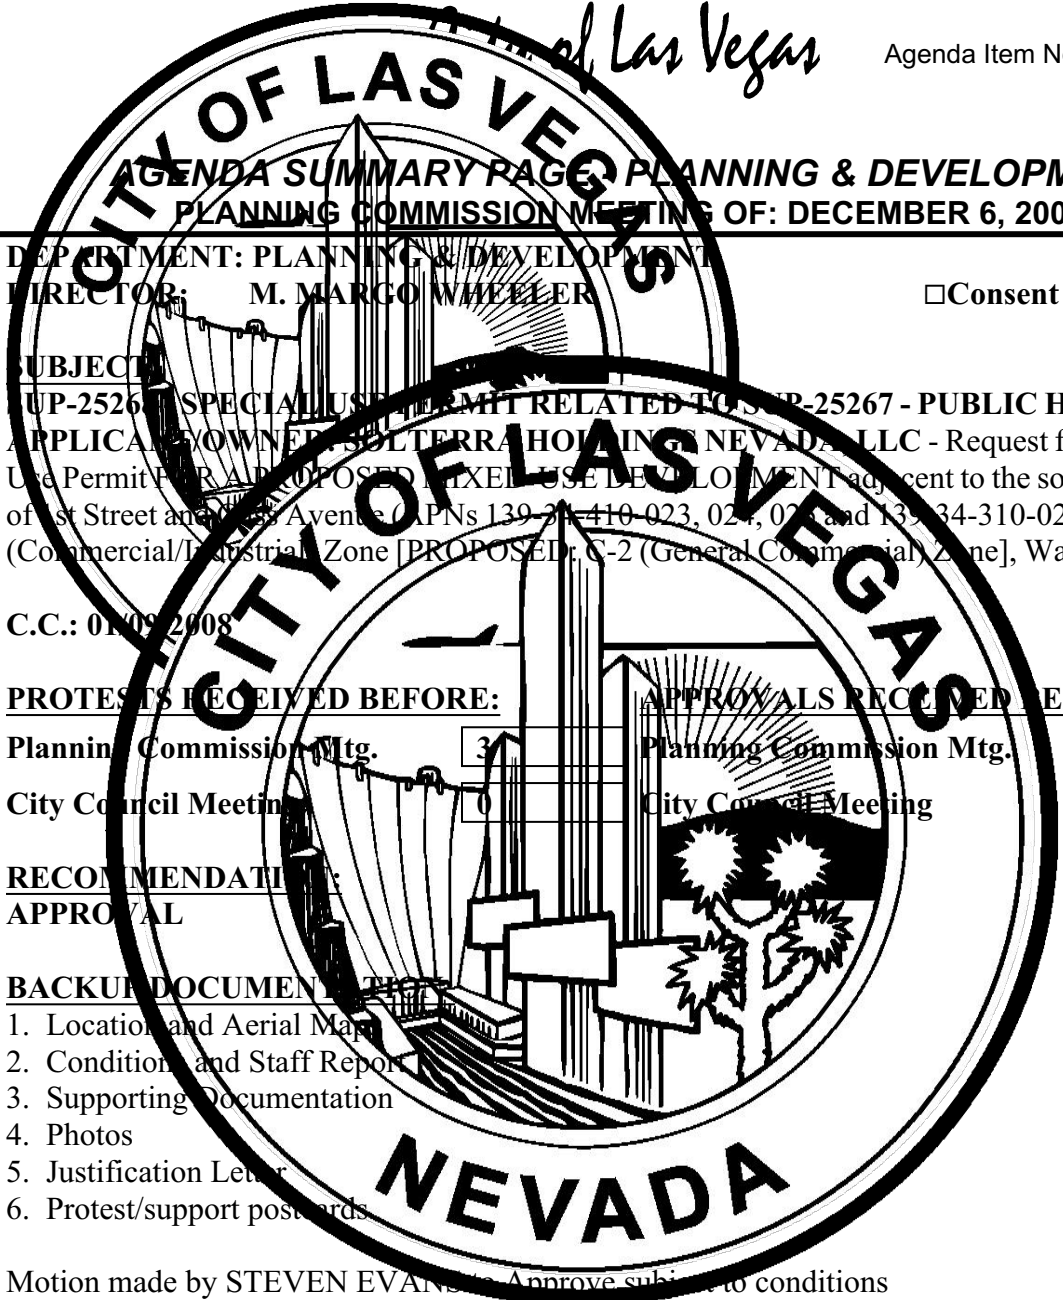 City of Las Vegas
Agenda Item N
CITY OF LAS VEGAS
AGENDA SUMMARY PAGE - PLANNING & DEVELOPM
PLANNING COMMISSION MEETING OF: DECEMBER 6, 200
DEPARTMENT: PLANNING & DEVELOPMENT
DIRECTOR: M. MARGO WHEELER □Consent
SUBJECT:
SUP-25268 - SPECIAL USE PERMIT RELATED TO SUP-25267 - PUBLIC H
APPLICANT/OWNER: SOLTERRA HOLDINGS NEVADA, LLC - Request f
Use Permit FOR A PROPOSED MIXED-USE DEVELOPMENT adjacent to the so
of 1st Street and Avenue (APNs 139-34-410-023, 024, and 139-34-310-02
(Commercial/Industrial) Zone [PROPOSED: C-2 (General Commercial) Zone], Wa
C.C.: 01/09/2008
PROTESTS RECEIVED BEFORE: APPROVALS RECEIVED BE
Planning Commission Mtg. 3 Planning Commission Mtg.
City Council Meeting 0 City Council Meeting
RECOMMENDATION:
APPROVAL
BACKUP DOCUMENTATION:
1. Location and Aerial Maps
2. Conditions and Staff Report
3. Supporting Documentation
4. Photos
5. Justification Letter
6. Protest/support postcards
Motion made by STEVEN EVANS to Approve subject to conditions
CITY OF LAS VEGAS
NEVADA